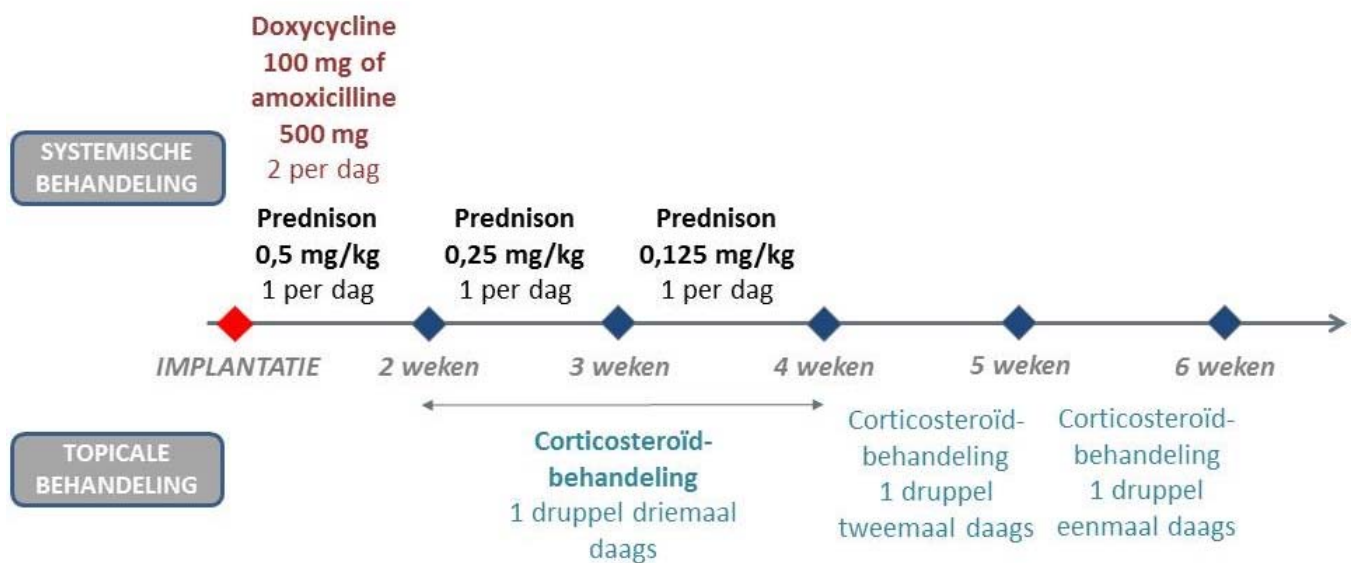 Doxycycline
100 mg of
amoxicilline
500 mg
2 per dag
SYSTEMISCHE
BEHANDELING
Prednison
0,5 mg/kg
1 per dag
Prednison
0,25 mg/kg
1 per dag
Prednison
0,125 mg/kg
1 per dag
IMPLANTATIE
2 weken
3 weken
4 weken
5 weken
6 weken
TOPICALE
BEHANDELING
Corticosteroïd-
behandeling
1 druppel driemaal
daags
Corticosteroïd-
behandeling
1 druppel
tweemaal daags
Corticosteroïd-
behandeling
1 druppel
eenmaal daags